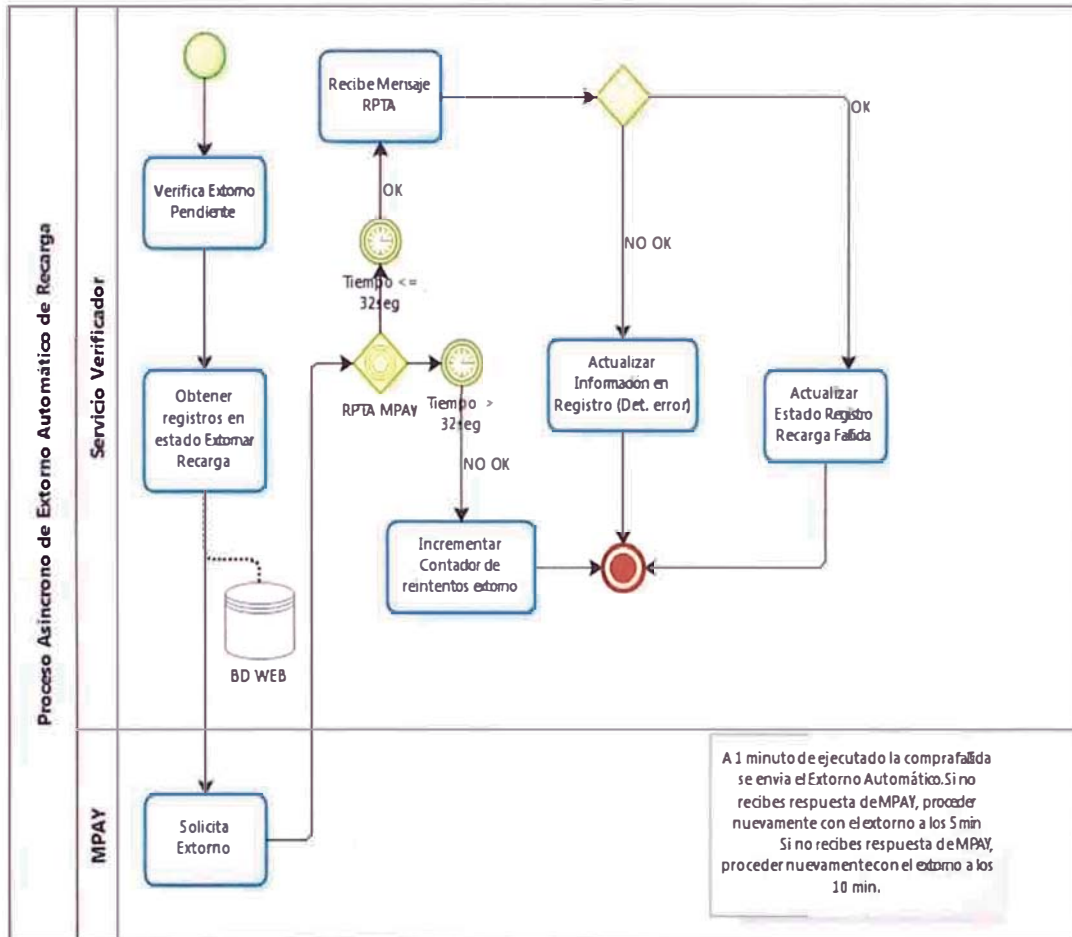 Proceso Asíncrono de Extorno Automático de Recarga
Servicio Verificador
Verifica Extorno
Pendiente
Obtener
registros en
estado Extornar
Recarga
BD WEB
Recibe Mensaje
RPTA
OK
Tiempo <=
32seg
RPTA MPAY
Tiempo >
32seg
NO OK
Incrementar
Contador de
reintentos extorno
NO OK
Actualizar
Información en
Registro (Det. error)
OK
Actualizar
Estado Registro
Recarga Fallida
MPAY
Solicita
Extorno
A 1 minuto de ejecutado la compra fallida
se envia el Extorno Automático. Si no
recibes respuesta de MPAY, proceder
nuevamente con el extorno a los 5 min
Si no recibes respuesta de MPAY,
proceder nuevamente con el extorno a los
10 min.